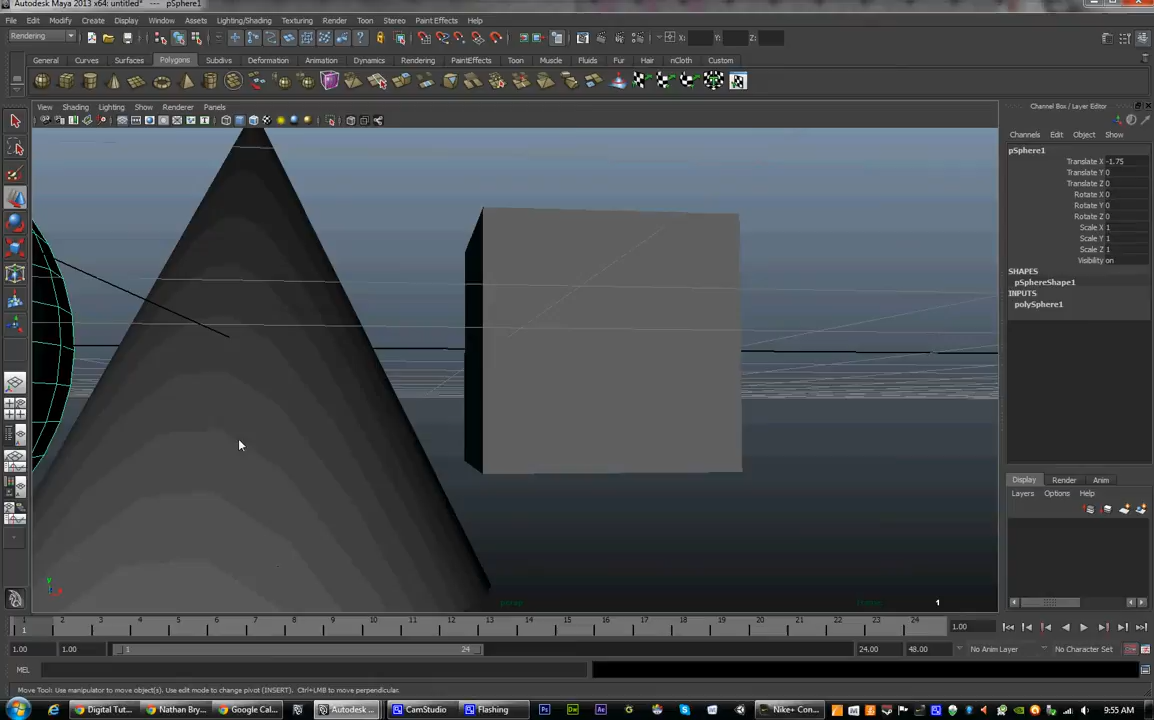 Autodesk Maya 2013 x64: untitled* --- pSphere1
File Edit Modify Create Display Window Assets Lighting/Shading Texturing Render Toon Stereo Paint Effects Help
Rendering X: Y: Z:
General Curves Surfaces Polygons Subdivs Deformation Animation Dynamics Rendering PaintEffects Toon Muscle Fluids Fur Hair nCloth Custom
View Shading Lighting Show Renderer Panels
Channel Box / Layer Editor
Channels Edit Object Show
pSphere1
Translate X -1.75
Translate Y 0
Translate Z 0
Rotate X 0
Rotate Y 0
Rotate Z 0
Scale X 1
Scale Y 1
Scale Z 1
Visibility on
SHAPES
pSphereShape1
INPUTS
polySphere1
Display Render Anim
Layers Options Help
y
persp
1
1 2 3 4 5 6 7 8 9 10 11 12 13 14 15 16 17 18 19 20 21 22 23 24
1 1.00
1.00 1.00 1 24 24.00 48.00 No Anim Layer No Character Set
MEL
Move Tool: Use manipulator to move object(s). Use edit mode to change pivot (INSERT). Ctrl+LMB to move perpendicular.
Digital Tut... Nathan Bry... Google Cal... Autodesk ... CamStudio Flashing Ps Dw Ae Nike+ Con... 9:55 AM